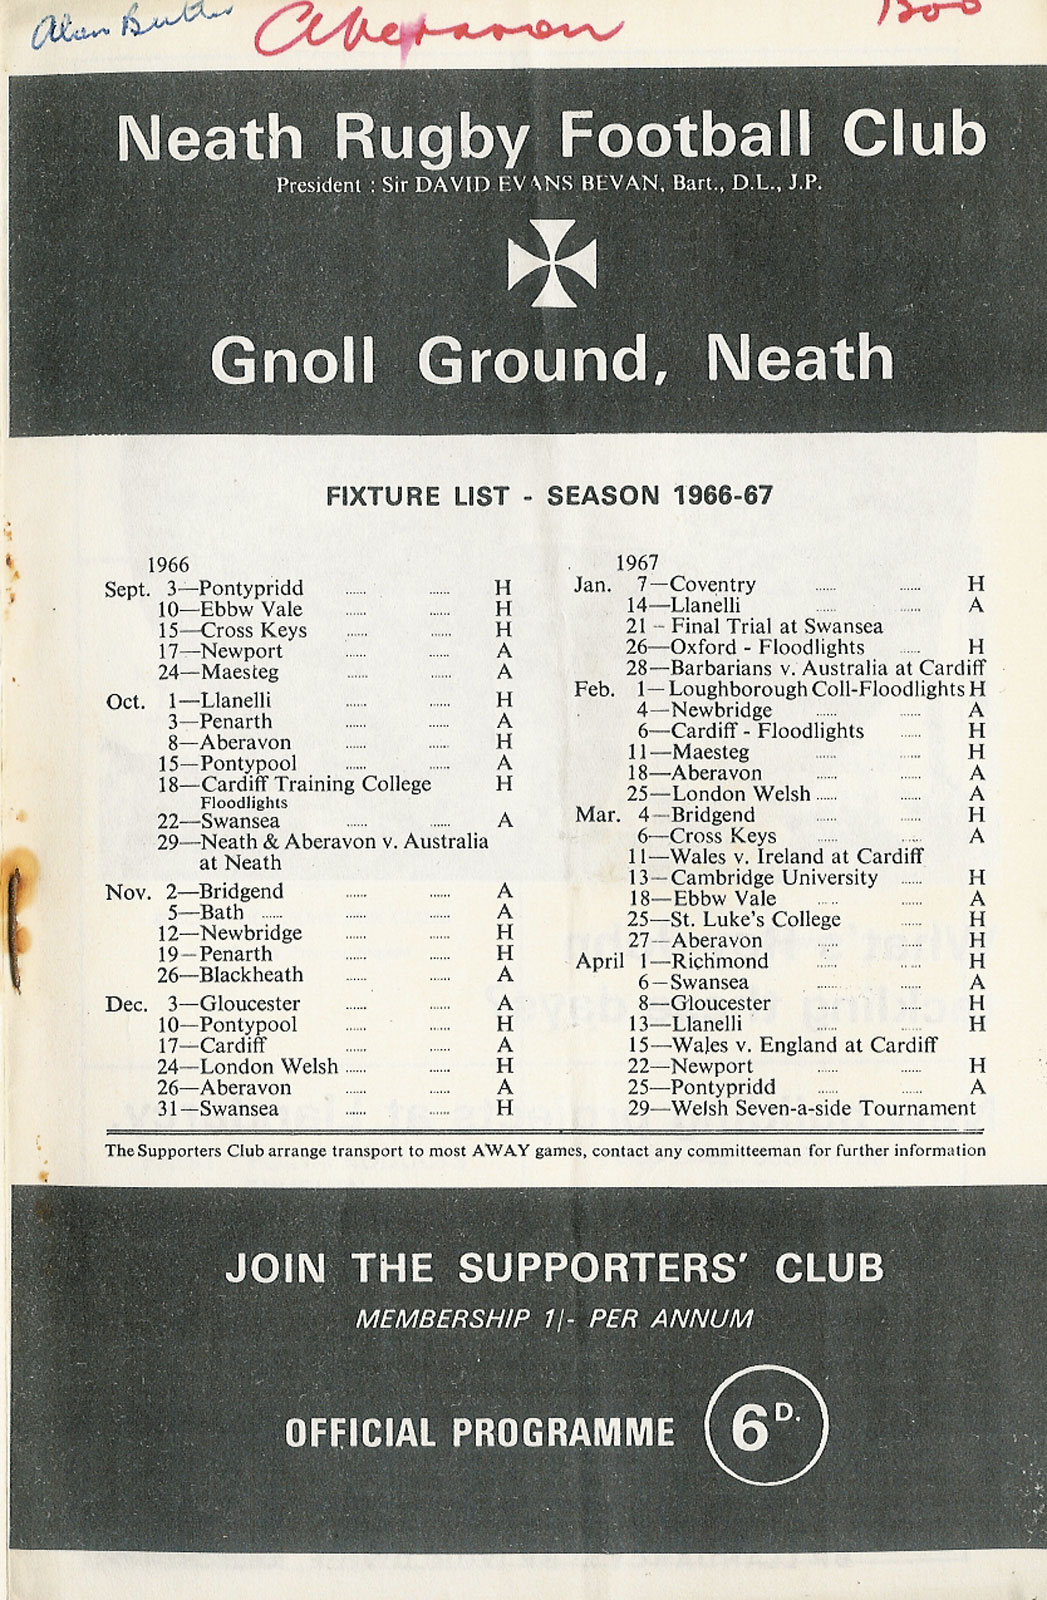 Alan Butler Aberavon Boo
Neath Rugby Football Club
President : Sir DAVID EVANS BEVAN, Bart., D.L., J.P.
Gnoll Ground, Neath
FIXTURE LIST - SEASON 1966-67
1966
Sept. 3—Pontypridd ...... ...... H
10—Ebbw Vale H
15—Cross Keys ...... ...... H
17—Newport ...... ...... A
24—Maesteg ...... ...... A
Oct. 1—Llanelli ...... ...... H
3—Penarth ...... ...... A
8—Aberavon ...... ...... H
15—Pontypool ...... ...... A
18—Cardiff Training College H
Floodlights
22—Swansea ...... ...... A
29—Neath & Aberavon v. Australia
at Neath
Nov. 2—Bridgend ...... ...... A
5—Bath ...... ...... ...... A
12—Newbridge ...... ...... H
19—Penarth ...... ...... H
26—Blackheath ...... ...... A
Dec. 3—Gloucester ...... ...... A
10—Pontypool ...... ...... H
17—Cardiff ...... ...... A
24—London Welsh ...... ...... H
26—Aberavon ...... ...... A
31—Swansea ...... ...... H
1967
Jan. 7—Coventry ...... ...... H
14—Llanelli ...... ...... A
21 - Final Trial at Swansea
26—Oxford - Floodlights ...... H
28—Barbarians v. Australia at Cardiff
Feb. 1—Loughborough Coll-Floodlights H
4—Newbridge ...... ...... A
6—Cardiff - Floodlights ...... H
11—Maesteg ...... ...... H
18—Aberavon ...... ...... A
25—London Welsh ...... ...... A
Mar. 4—Bridgend ...... ...... H
6—Cross Keys ...... ...... A
11—Wales v. Ireland at Cardiff
13—Cambridge University ...... H
18—Ebbw Vale ...... ...... A
25—St. Luke's College ...... H
27—Aberavon ...... ...... H
April 1—Richmond ...... ...... H
6—Swansea ...... ...... A
8—Gloucester ...... ...... H
13—Llanelli ...... ...... H
15—Wales v. England at Cardiff
22—Newport ...... ...... H
25—Pontypridd ...... ...... A
29—Welsh Seven-a-side Tournament
The Supporters Club arrange transport to most AWAY games, contact any committeeman for further information
JOIN THE SUPPORTERS' CLUB
MEMBERSHIP 1/- PER ANNUM
OFFICIAL PROGRAMME 6D.